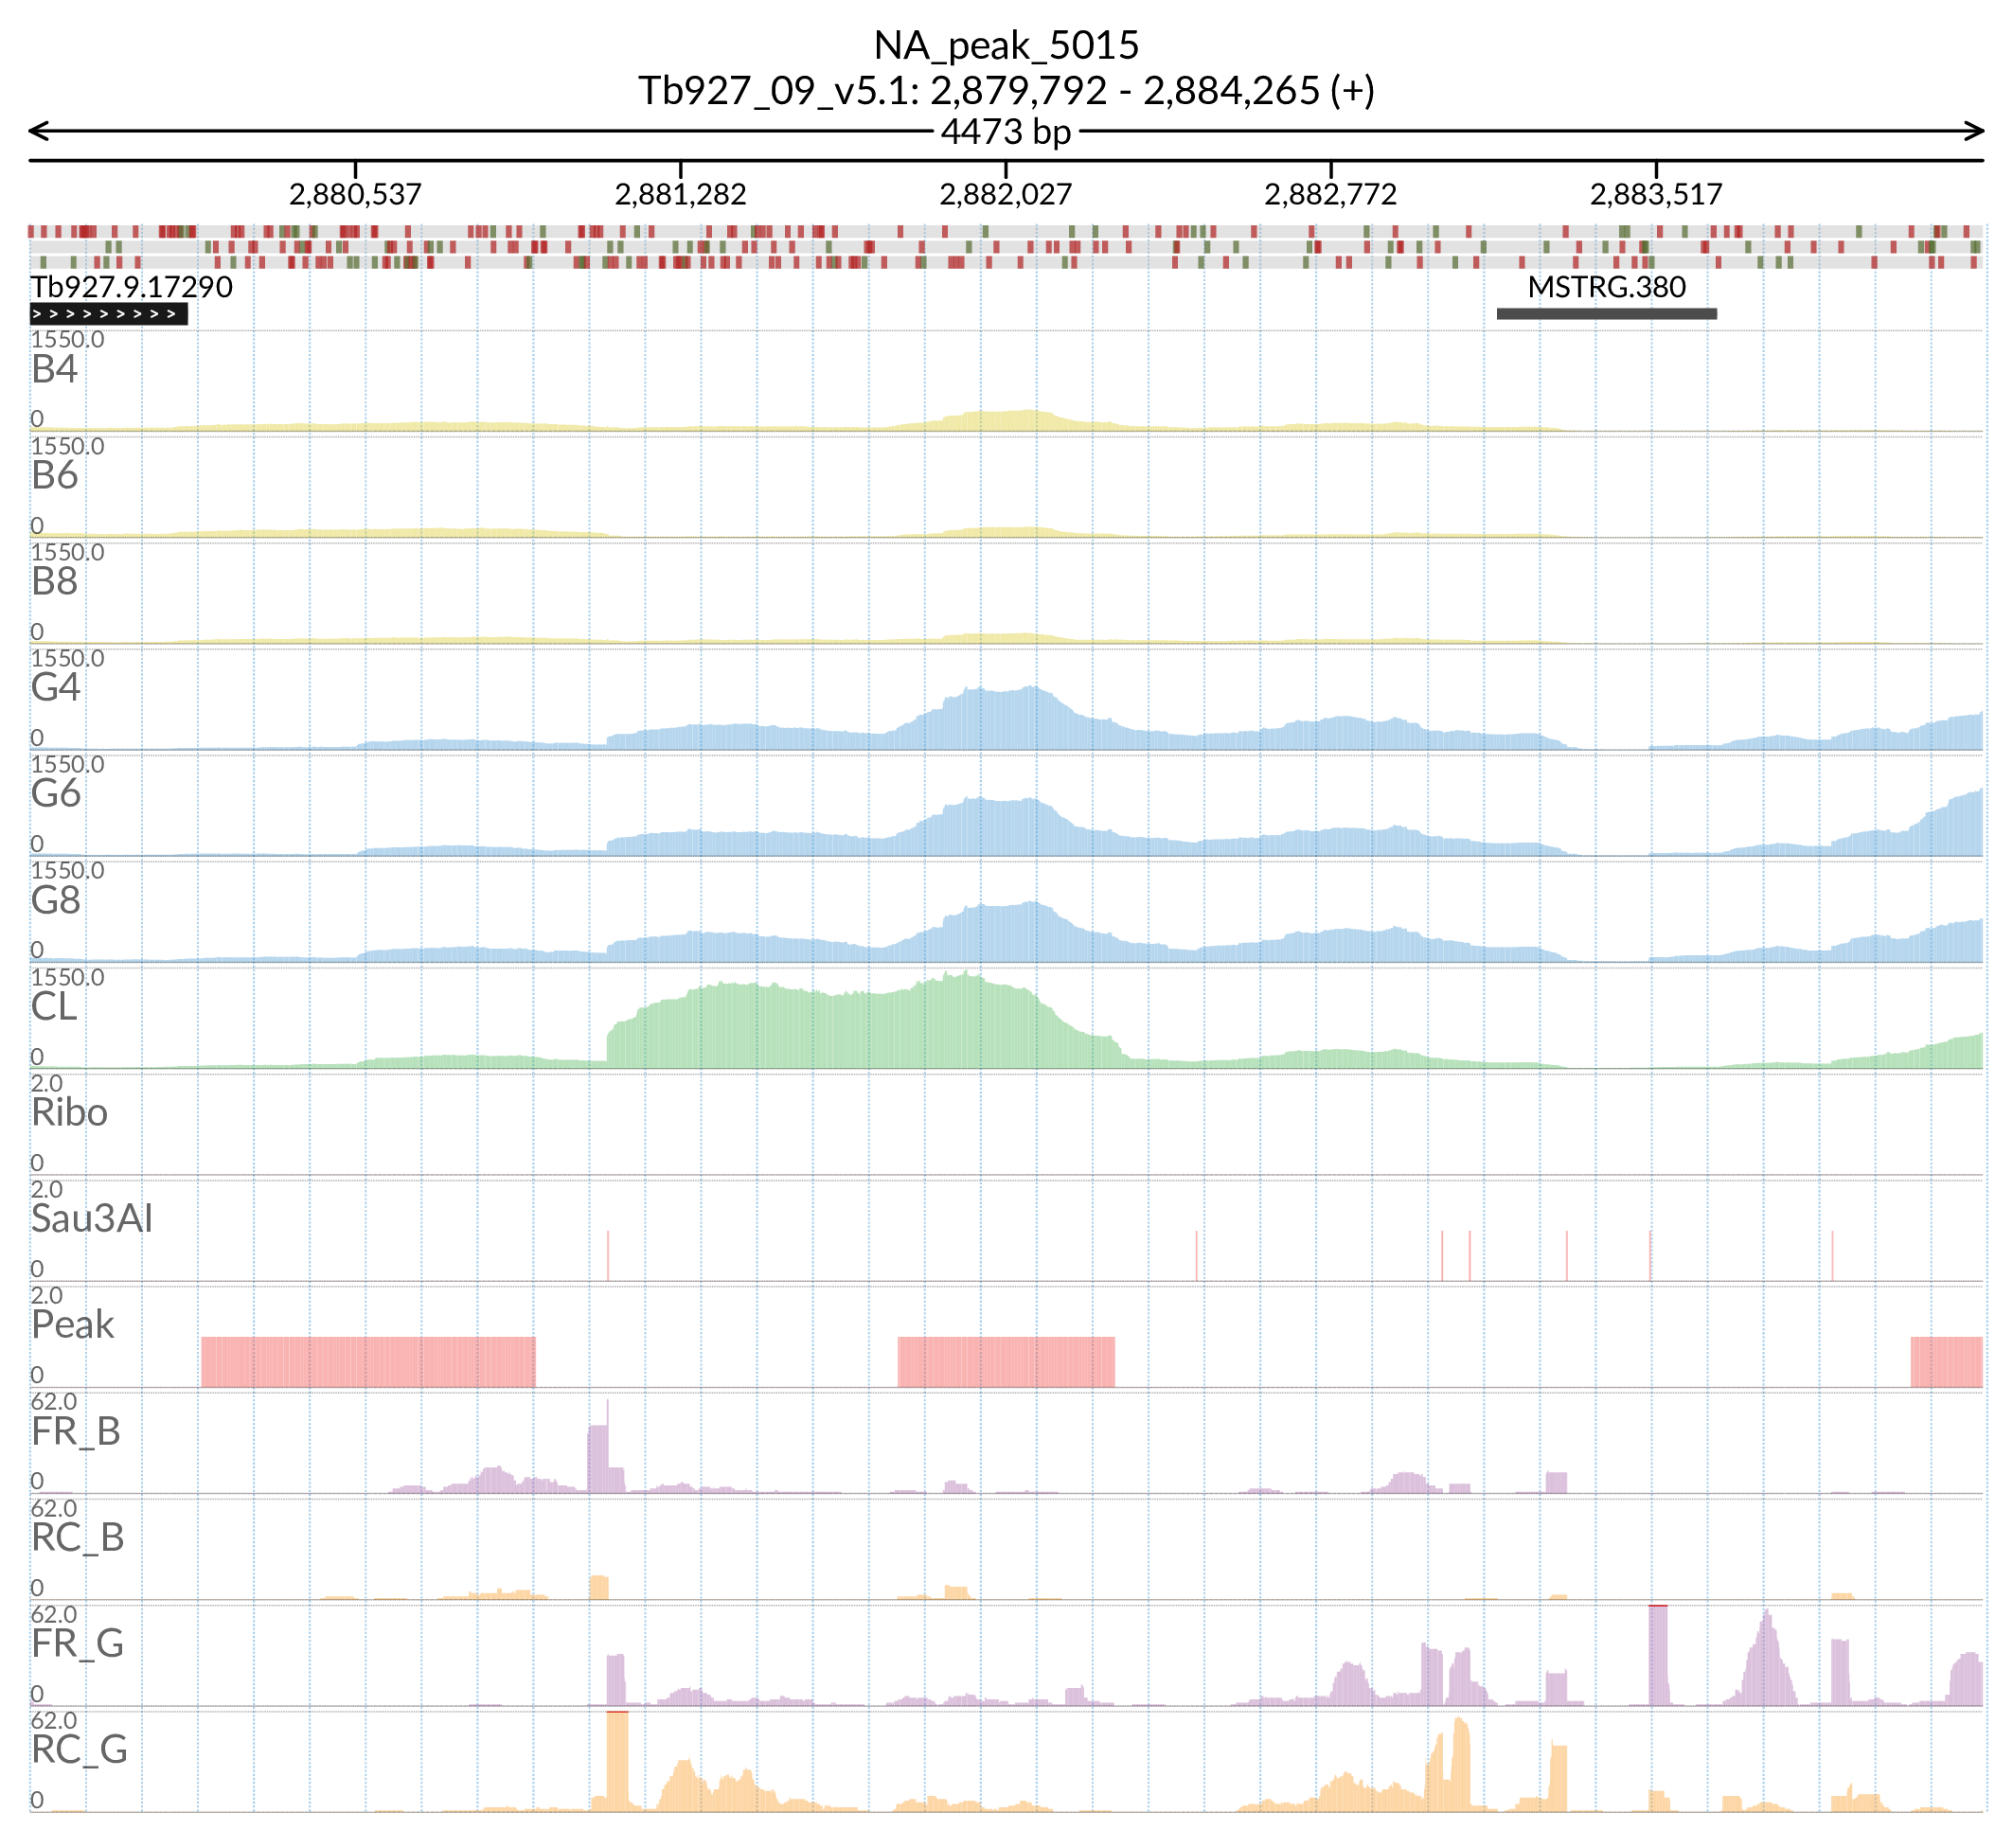 NA_peak_5015
Tb927_09_v5.1: 2,879,792 - 2,884,265 (+)
4473 bp
2,880,537 2,881,282 2,882,027 2,882,772 2,883,517
Tb927.9.17290 MSTRG.380
1550.0
B4
0
1550.0
B6
0
1550.0
B8
0
1550.0
G4
0
1550.0
G6
0
1550.0
G8
0
1550.0
CL
0
2.0
Ribo
0
2.0
Sau3AI
0
2.0
Peak
0
62.0
FR_B
0
62.0
RC_B
0
62.0
FR_G
0
62.0
RC_G
0